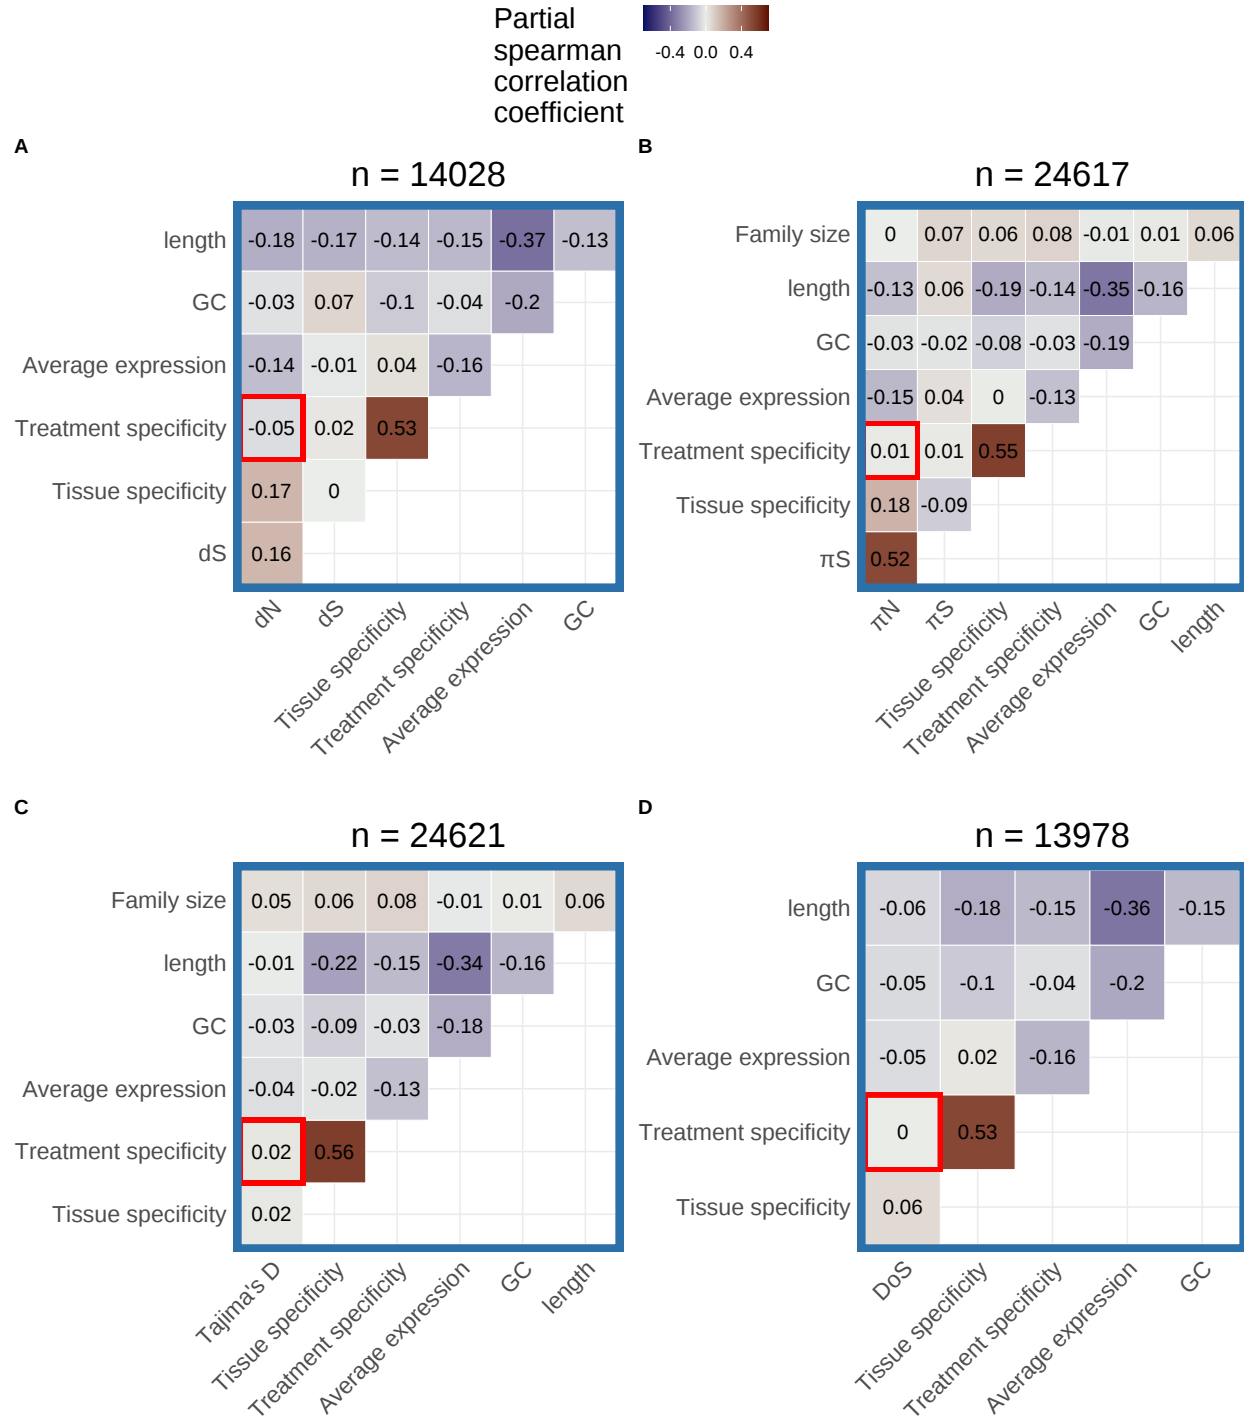 Partial
spearman
correlation
coefficient
-0.4 0.0 0.4
A
n = 14028
length -0.18 -0.17 -0.14 -0.15 -0.37 -0.13
GC -0.03 0.07 -0.1 -0.04 -0.2
Average expression -0.14 -0.01 0.04 -0.16
Treatment specificity -0.05 0.02 0.53
Tissue specificity 0.17 0
dS 0.16
dN dS Tissue specificity Treatment specificity Average expression GC
B
n = 24617
Family size 0 0.07 0.06 0.08 -0.01 0.01 0.06
length -0.13 0.06 -0.19 -0.14 -0.35 -0.16
GC -0.03 -0.02 -0.08 -0.03 -0.19
Average expression -0.15 0.04 0 -0.13
Treatment specificity 0.01 0.01 0.55
Tissue specificity 0.18 -0.09
πS 0.52
πN πS Tissue specificity Treatment specificity Average expression GC length
C
n = 24621
Family size 0.05 0.06 0.08 -0.01 0.01 0.06
length -0.01 -0.22 -0.15 -0.34 -0.16
GC -0.03 -0.09 -0.03 -0.18
Average expression -0.04 -0.02 -0.13
Treatment specificity 0.02 0.56
Tissue specificity 0.02
Tajima's D Tissue specificity Treatment specificity Average expression GC length
D
n = 13978
length -0.06 -0.18 -0.15 -0.36 -0.15
GC -0.05 -0.1 -0.04 -0.2
Average expression -0.05 0.02 -0.16
Treatment specificity 0 0.53
Tissue specificity 0.06
DoS Tissue specificity Treatment specificity Average expression GC